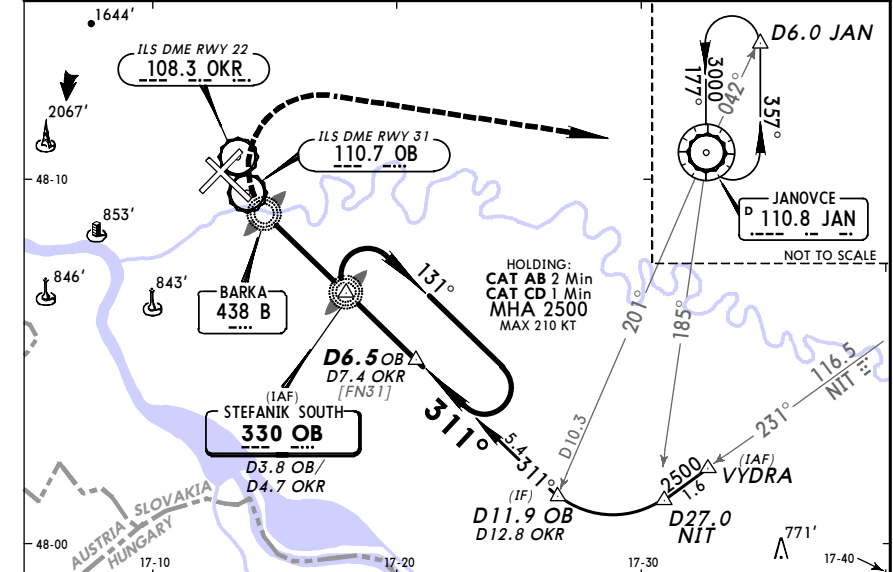 1644'
ILS DME RWY 22
108.3 OKR
2067'
ILS DME RWY 31
110.7 OB
D6.0 JAN
3000
177°
042°
357°
JANOVCE
D 110.8 JAN
NOT TO SCALE
48-10
853'
846'
843'
BARKA
438 B
131°
HOLDING:
CAT AB 2 Min
CAT CD 1 Min
MHA 2500
MAX 210 KT
201°
185°
116.5
NIT
231°
D6.5 OB
D7.4 OKR
[FN31]
(IAF)
STEFANIK SOUTH
330 OB
D3.8 OB/
D4.7 OKR
311°
5.4
311°
D10.3
(IF)
D11.9 OB
D12.8 OKR
2500
1.6
(IAF)
VYDRA
D27.0
NIT
771'
AUSTRIA
SLOVAKIA
HUNGARY
48-00
17-10
17-20
17-30
17-40